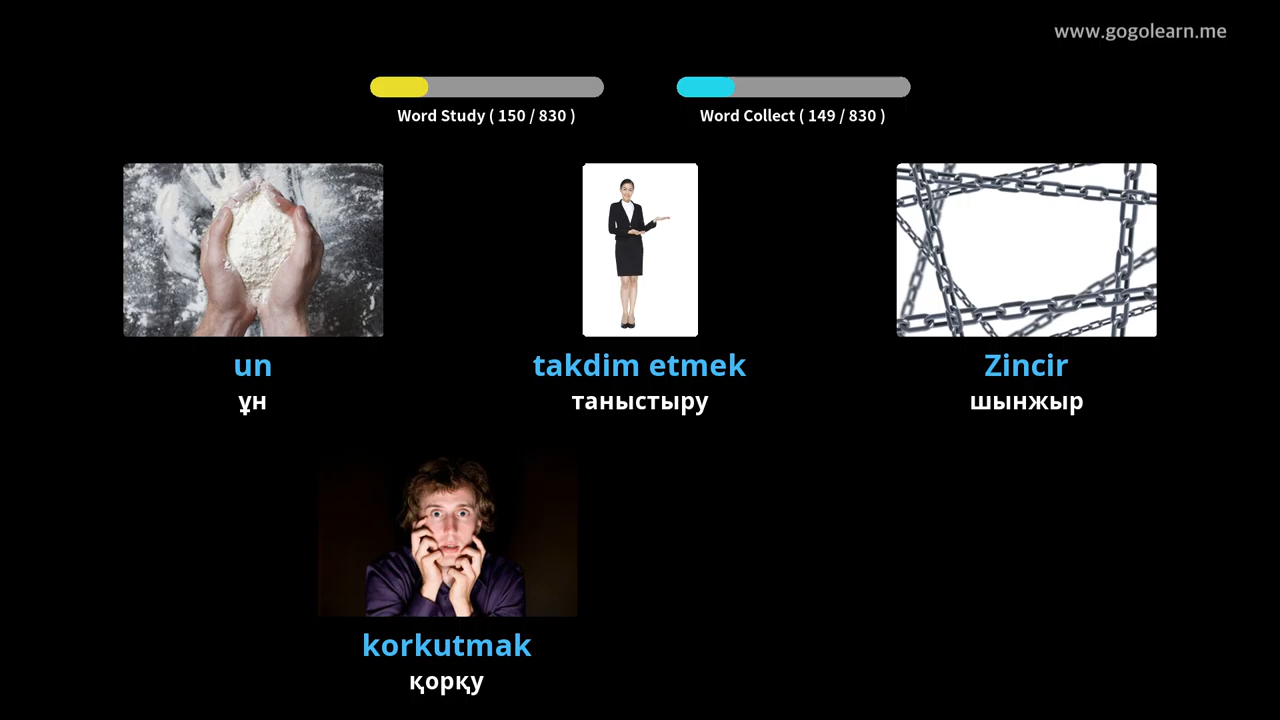 www.gogolearn.me
Word Study ( 150 / 830 )
Word Collect ( 149 / 830 )
un
ұн
takdim etmek
таныстыру
Zincir
шынжыр
korkutmak
қорқу